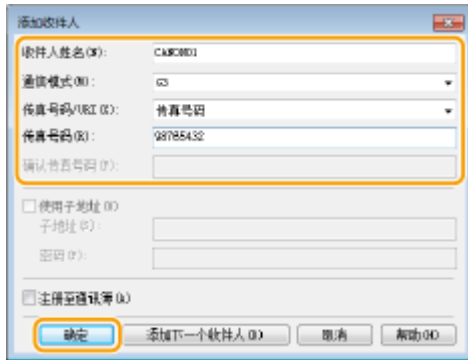 添加收件人
收件人姓名(N): CANON01
通信模式(M): G3
传真号码/URI(X): 传真号码
传真号码(R): 98765432
确认传真号码(F):
使用子地址(U)
子地址(S):
密码(P):
注册至通讯簿(A)
确定 添加下一个收件人(D) 取消 帮助(H)